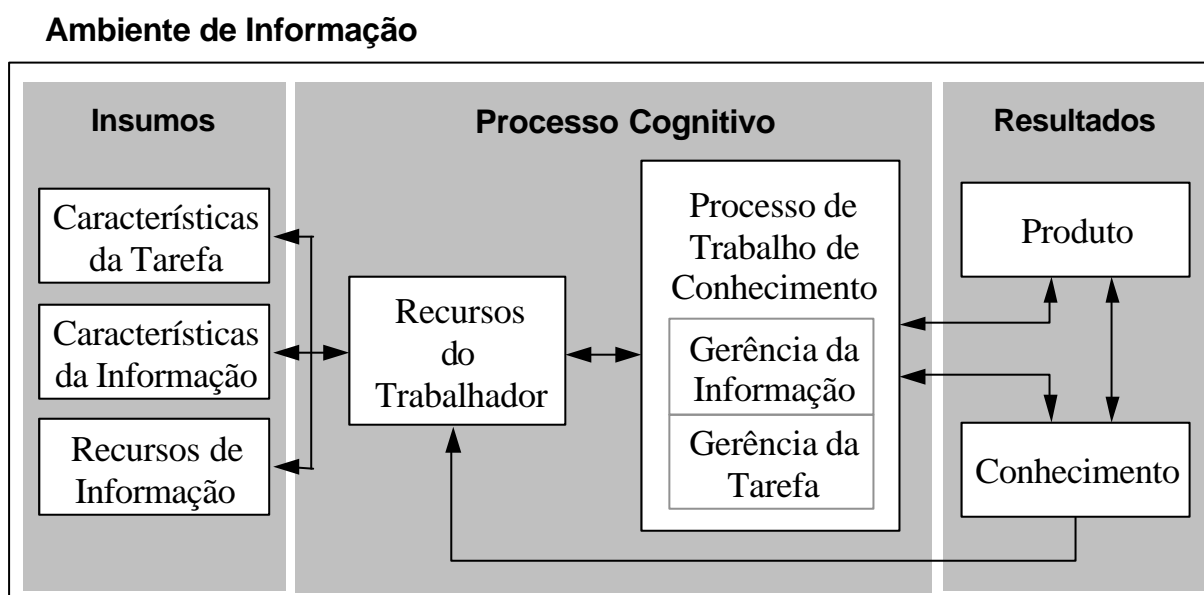 Ambiente de Informação
Insumos
Características
da Tarefa
Características
da Informação
Recursos de
Informação
Processo Cognitivo
Recursos
do
Trabalhador
Processo de
Trabalho de
Conhecimento
Gerência da
Informação
Gerência da
Tarefa
Resultados
Produto
Conhecimento